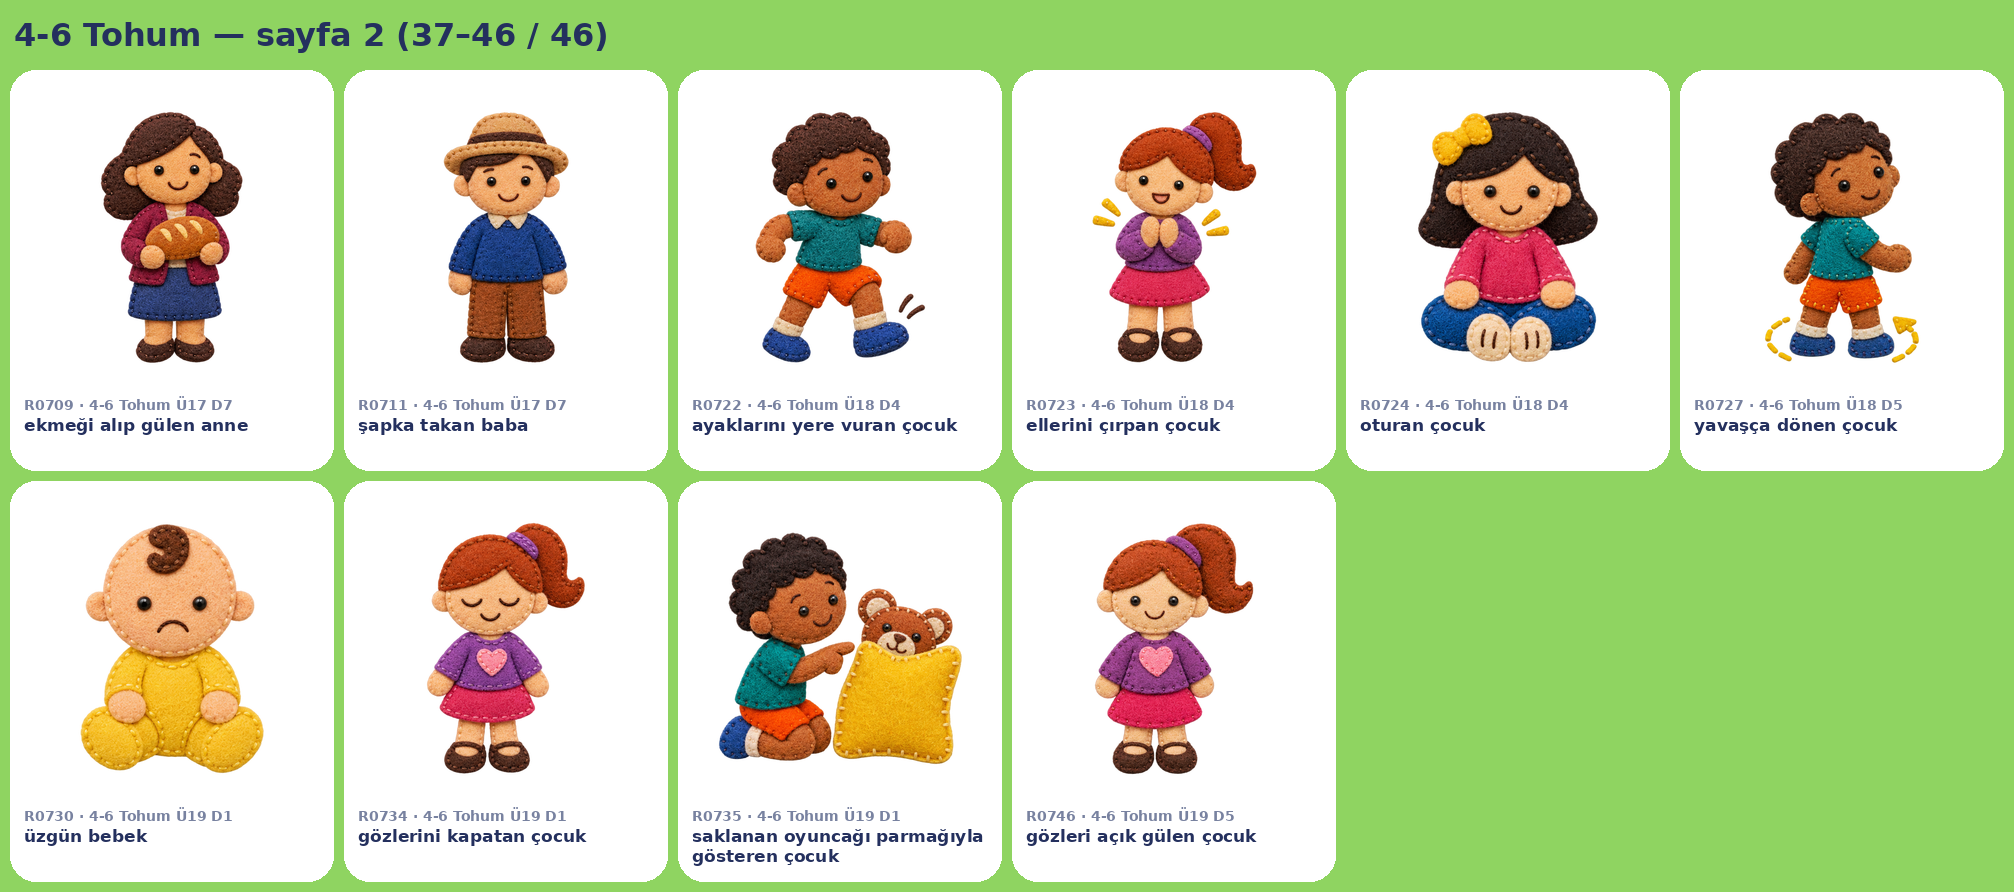 4-6 Tohum — sayfa 2 (37–46 / 46)
R0709 · 4-6 Tohum Ü17 D7
ekmeği alıp gülen anne
R0711 · 4-6 Tohum Ü17 D7
şapka takan baba
R0722 · 4-6 Tohum Ü18 D4
ayaklarını yere vuran çocuk
R0723 · 4-6 Tohum Ü18 D4
ellerini çırpan çocuk
R0724 · 4-6 Tohum Ü18 D4
oturan çocuk
R0727 · 4-6 Tohum Ü18 D5
yavaşça dönen çocuk
R0730 · 4-6 Tohum Ü19 D1
üzgün bebek
R0734 · 4-6 Tohum Ü19 D1
gözlerini kapatan çocuk
R0735 · 4-6 Tohum Ü19 D1
saklanan oyuncağı parmağıyla
gösteren çocuk
R0746 · 4-6 Tohum Ü19 D5
gözleri açık gülen çocuk